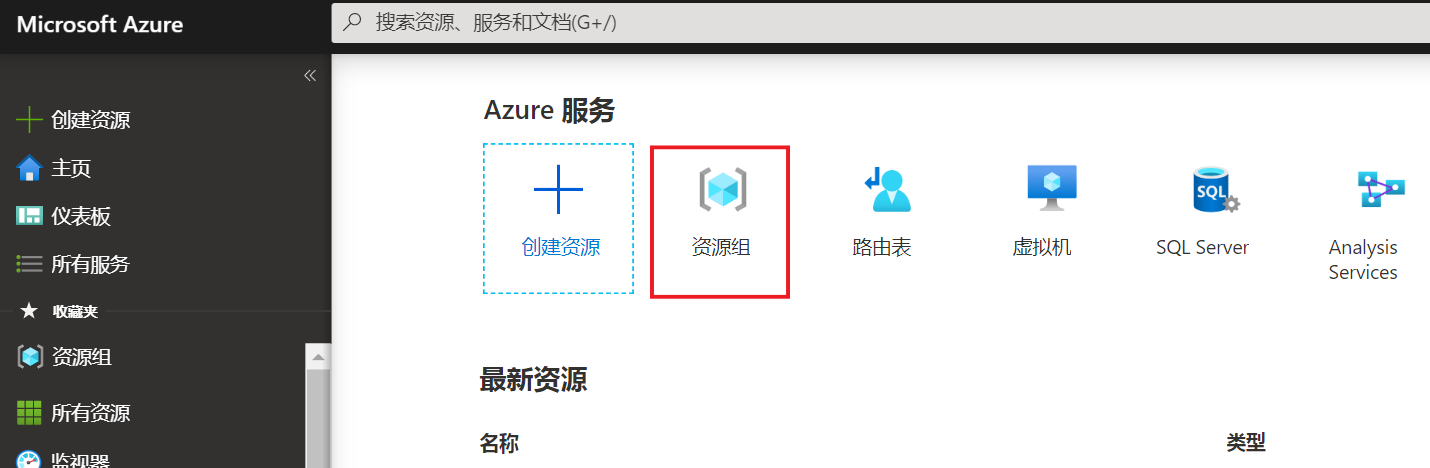 Microsoft Azure
搜索资源、服务和文档(G+/)
创建资源
主页
仪表板
所有服务
收藏夹
资源组
所有资源
监视器
Azure 服务
创建资源
资源组
路由表
虚拟机
SQL
SQL Server
Analysis
Services
最新资源
名称
类型